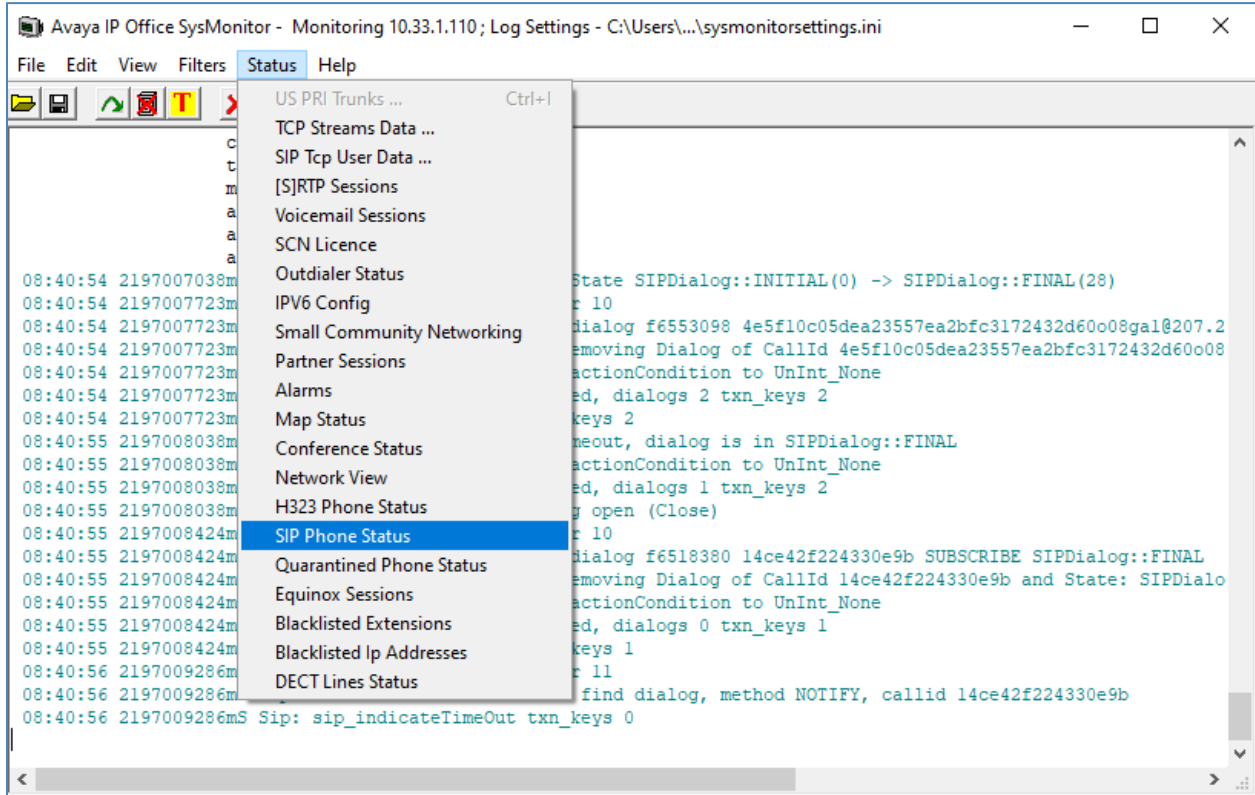 Avaya IP Office SysMonitor - Monitoring 10.33.1.110 ; Log Settings - C:\Users\...\sysmonitorsettings.ini
File Edit View Filters Status Help
T
US PRI Trunks ... Ctrl+I
TCP Streams Data ...
SIP Tcp User Data ...
[S]RTP Sessions
Voicemail Sessions
SCN Licence
Outdialer Status
IPV6 Config
Small Community Networking
Partner Sessions
Alarms
Map Status
Conference Status
Network View
H323 Phone Status
SIP Phone Status
Quarantined Phone Status
Equinox Sessions
Blacklisted Extensions
Blacklisted Ip Addresses
DECT Lines Status
c
t
m
a
a
a
08:40:54 2197007038m State SIPDialog::INITIAL(0) -> SIPDialog::FINAL(28)
08:40:54 2197007723m r 10
08:40:54 2197007723m dialog f6553098 4e5f10c05dea23557ea2bfc3172432d60o08gal@207.2
08:40:54 2197007723m emoving Dialog of CallId 4e5f10c05dea23557ea2bfc3172432d60o08
08:40:54 2197007723m actionCondition to UnInt_None
08:40:54 2197007723m ed, dialogs 2 txn_keys 2
08:40:54 2197007723m keys 2
08:40:55 2197008038m meout, dialog is in SIPDialog::FINAL
08:40:55 2197008038m actionCondition to UnInt_None
08:40:55 2197008038m ed, dialogs 1 txn_keys 2
08:40:55 2197008038m g open (Close)
08:40:55 2197008424m r 10
08:40:55 2197008424m dialog f6518380 14ce42f224330e9b SUBSCRIBE SIPDialog::FINAL
08:40:55 2197008424m emoving Dialog of CallId 14ce42f224330e9b and State: SIPDialo
08:40:55 2197008424m actionCondition to UnInt_None
08:40:55 2197008424m ed, dialogs 0 txn_keys 1
08:40:55 2197008424m keys 1
08:40:56 2197009286m r 11
08:40:56 2197009286m find dialog, method NOTIFY, callid 14ce42f224330e9b
08:40:56 2197009286mS Sip: sip_indicateTimeOut txn_keys 0